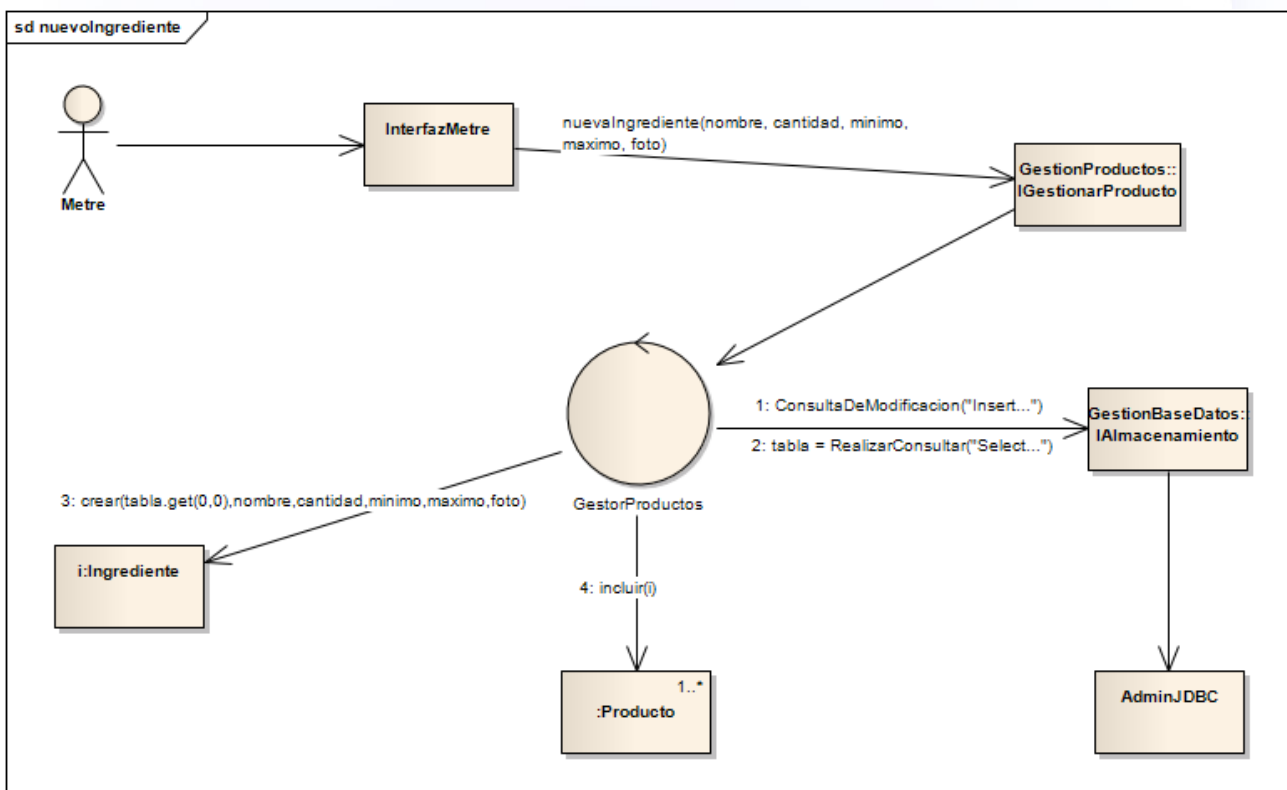 sd nuevoIngrediente
Metre
InterfazMetre
nuevaIngrediente(nombre, cantidad, minimo,
maximo, foto)
GestionProductos::
IGestionarProducto
GestorProductos
1: ConsultaDeModificacion("Insert...")
2: tabla = RealizarConsultar("Select...")
GestionBaseDatos::
IAlmacenamiento
3: crear(tabla.get(0,0),nombre,cantidad,minimo,maximo,foto)
i:Ingrediente
4: incluir(i)
1..*
:Producto
AdminJDBC